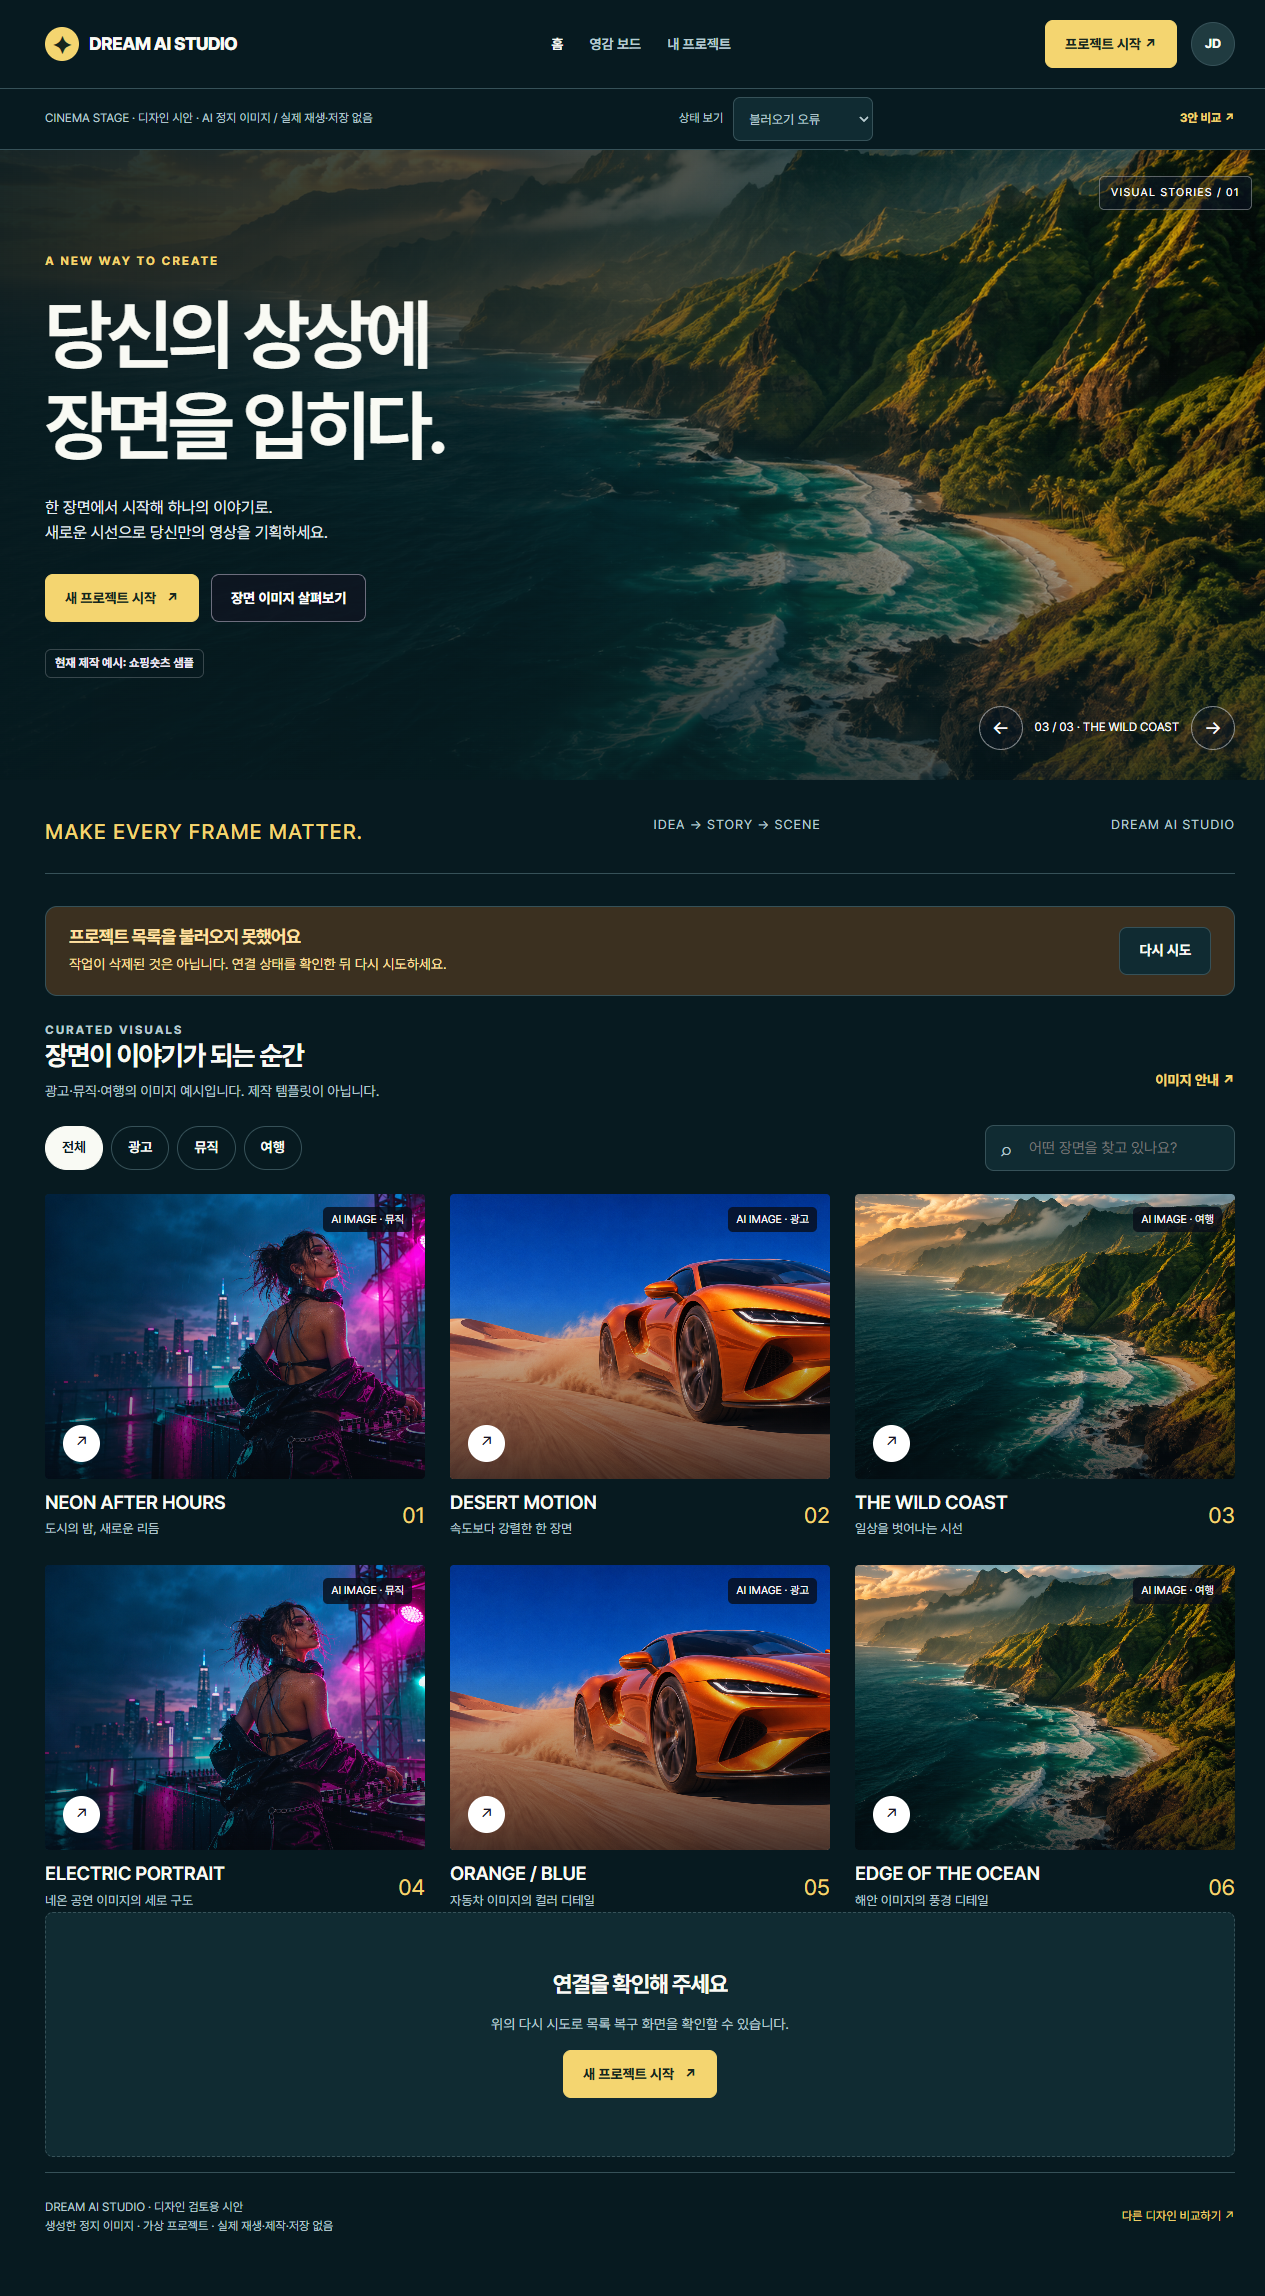 DREAM AI STUDIO
홈
영감 보드
내 프로젝트
프로젝트 시작 ↗
JD
CINEMA STAGE · 디자인 시안 · AI 정지 이미지 / 실제 재생·저장 없음
상태 보기
불러오기 오류
3안 비교 ↗
VISUAL STORIES / 01
A NEW WAY TO CREATE
당신의 상상에
장면을 입히다.
한 장면에서 시작해 하나의 이야기로.
새로운 시선으로 당신만의 영상을 기획하세요.
새 프로젝트 시작 ↗
장면 이미지 살펴보기
현재 제작 예시: 쇼핑숏츠 샘플
← 03 / 03 · THE WILD COAST →
MAKE EVERY FRAME MATTER.
IDEA → STORY → SCENE
DREAM AI STUDIO
프로젝트 목록을 불러오지 못했어요
작업이 삭제된 것은 아닙니다. 연결 상태를 확인한 뒤 다시 시도하세요.
다시 시도
CURATED VISUALS
장면이 이야기가 되는 순간
광고·뮤직·여행의 이미지 예시입니다. 제작 템플릿이 아닙니다.
이미지 안내 ↗
전체
광고
뮤직
여행
어떤 장면을 찾고 있나요?
AI IMAGE · 뮤직
AI IMAGE · 광고
AI IMAGE · 여행
NEON AFTER HOURS
도시의 밤, 새로운 리듬
01
DESERT MOTION
속도보다 강렬한 한 장면
02
THE WILD COAST
일상을 벗어나는 시선
03
AI IMAGE · 뮤직
AI IMAGE · 광고
AI IMAGE · 여행
ELECTRIC PORTRAIT
네온 공연 이미지의 세로 구도
04
ORANGE / BLUE
자동차 이미지의 컬러 디테일
05
EDGE OF THE OCEAN
해안 이미지의 풍경 디테일
06
연결을 확인해 주세요
위의 다시 시도로 목록 복구 화면을 확인할 수 있습니다.
새 프로젝트 시작 ↗
DREAM AI STUDIO · 디자인 검토용 시안
생성한 정지 이미지 · 가상 프로젝트 · 실제 재생·제작·저장 없음
다른 디자인 비교하기 ↗